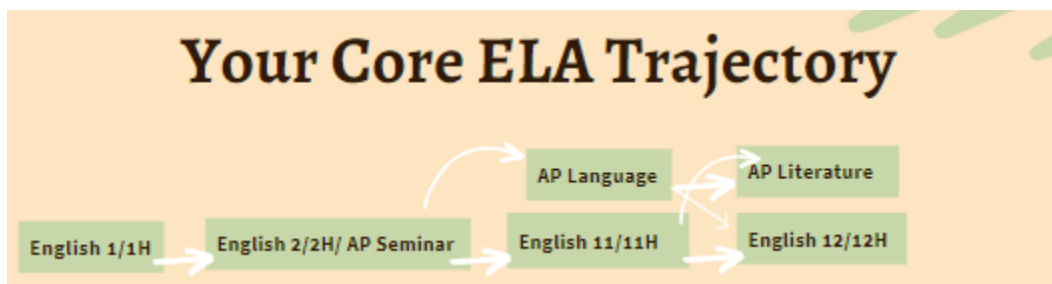 Your Core ELA Trajectory
AP Language
AP Literature
English 1/1H
English 2/2H/ AP Seminar
English 11/11H
English 12/12H